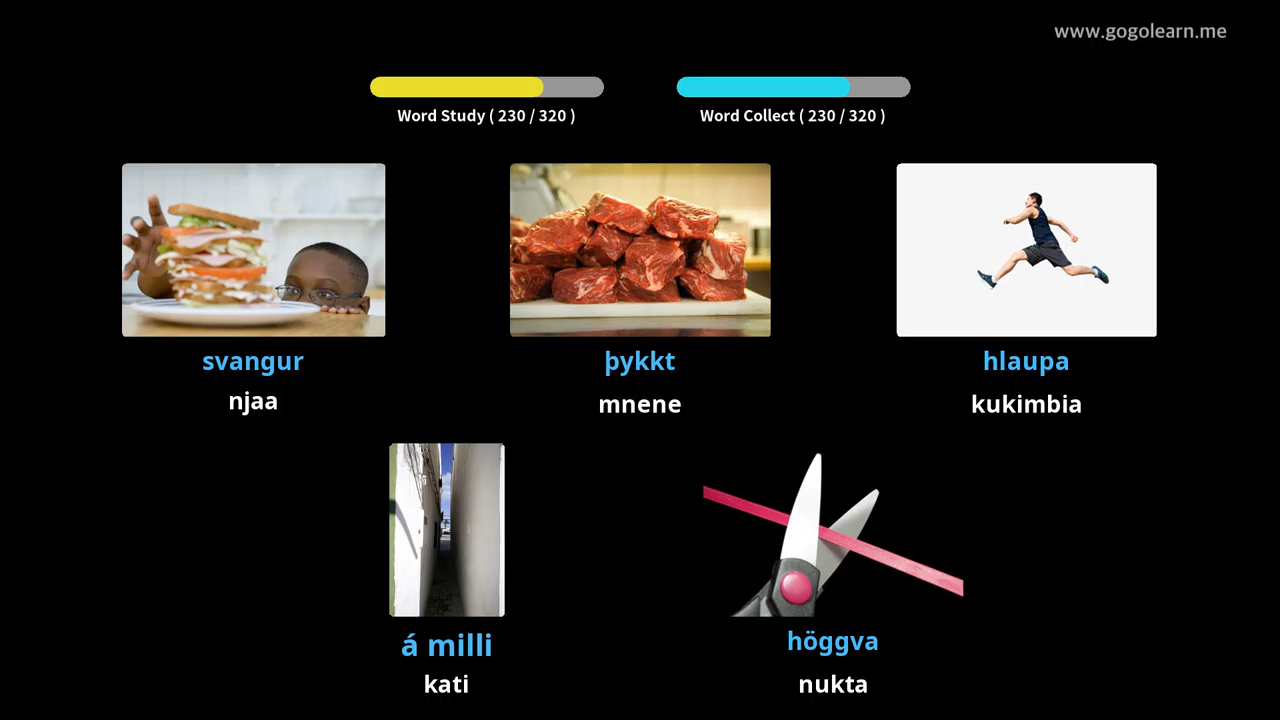 www.gogolearn.me
Word Study ( 230 / 320 )
Word Collect ( 230 / 320 )
svangur
njaa
þykkt
mnene
hlaupa
kukimbia
á milli
kati
höggva
nukta